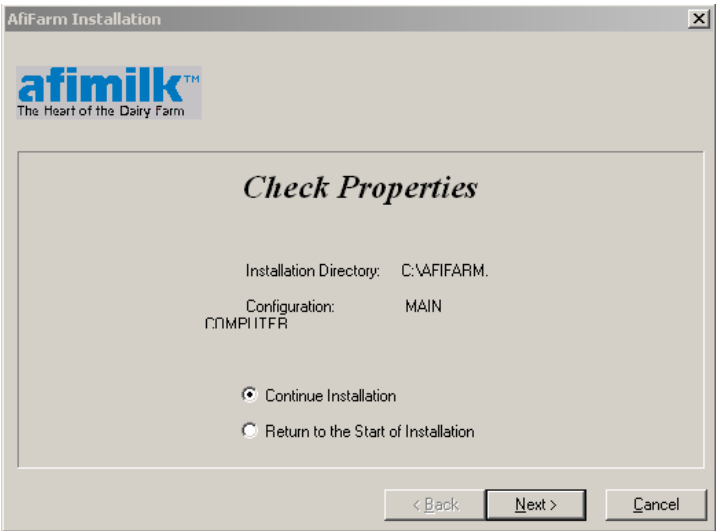 AfiFarm Installation
afimilk™
The Heart of the Dairy Farm
Check Properties
Installation Directory: C:\AFIFARM.
Configuration: MAIN
COMPUTER
Continue Installation
Return to the Start of Installation
< Back Next > Cancel